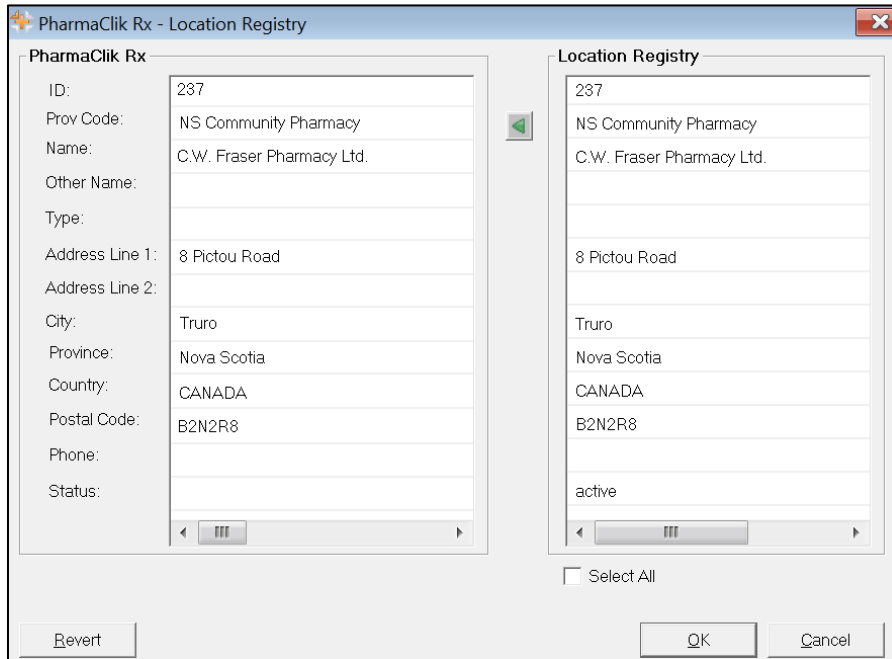 PharmaClik Rx - Location Registry
PharmaClik Rx
ID: 237
Prov Code: NS Community Pharmacy
Name: C.W. Fraser Pharmacy Ltd.
Other Name:
Type:
Address Line 1: 8 Pictou Road
Address Line 2:
City: Truro
Province: Nova Scotia
Country: CANADA
Postal Code: B2N2R8
Phone:
Status:
Location Registry
237
NS Community Pharmacy
C.W. Fraser Pharmacy Ltd.
8 Pictou Road
Truro
Nova Scotia
CANADA
B2N2R8
active
Select All
Revert
OK
Cancel